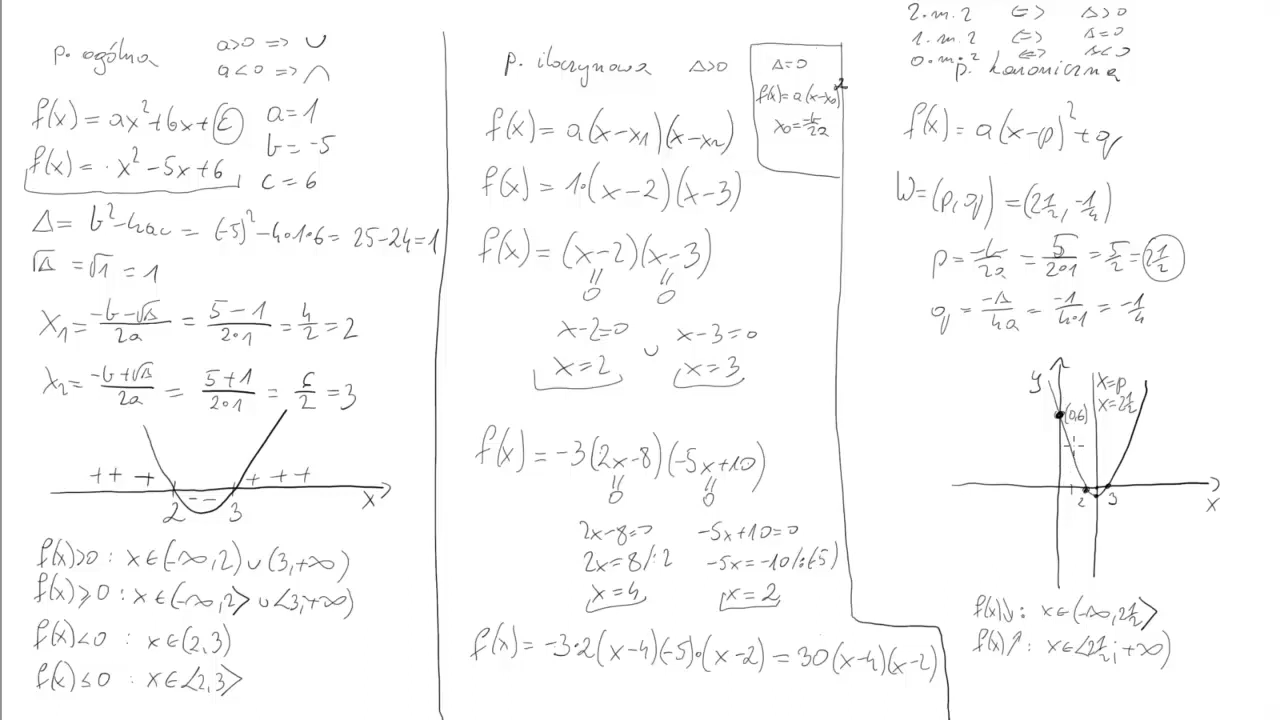 p. ogólna
a>0 => ∪
a<0 => ∩
f(x) = ax²+bx+c
f(x) = x²-5x+6
a=1
b=-5
c=6
Δ = b²-4ac = (-5)²-4·1·6 = 25-24=1
√Δ = √1 = 1
x₁ = (-b-√Δ)/2a = (5-1)/2·1 = 4/2 = 2
x₂ = (-b+√Δ)/2a = (5+1)/2·1 = 6/2 = 3
+ + + + + +
- -
2 3 x
f(x)>0 : x∈(-∞,2)∪(3,+∞)
f(x)⩾0 : x∈(-∞,2>∪<3,+∞)
f(x)<0 : x∈(2,3)
f(x)≤0 : x∈<2,3>
p. iloczynowa Δ>0
Δ=0
f(x)=a(x-x₀)²
x₀=-b/2a
f(x) = a(x-x₁)(x-x₂)
f(x) = 1·(x-2)(x-3)
f(x) = (x-2)(x-3)
= =
0 0
x-2=0 ∪ x-3=0
x=2 x=3
f(x) = -3(2x-8)(-5x+10)
= =
0 0
2x-8=0 -5x+10=0
2x=8/:2 -5x=-10/:(-5)
x=4 x=2
f(x) = -3·2(x-4)(-5)·(x-2) = 30(x-4)(x-2)
2.m.z <=> Δ>0
1.m.z <=> Δ=0
0.m.z <=> Δ<0
p. kanoniczna
f(x) = a(x-p)²+q
W=(p,q) = (2½,-¼)
p = -b/2a = 5/2·1 = 5/2 = 2½
q = -Δ/4a = -1/4·1 = -¼
y
x=p
x=2½
(0,6)
2 3 x
f(x)↓ : x∈(-∞,2½>
f(x)↗ : x∈<2½;+∞)